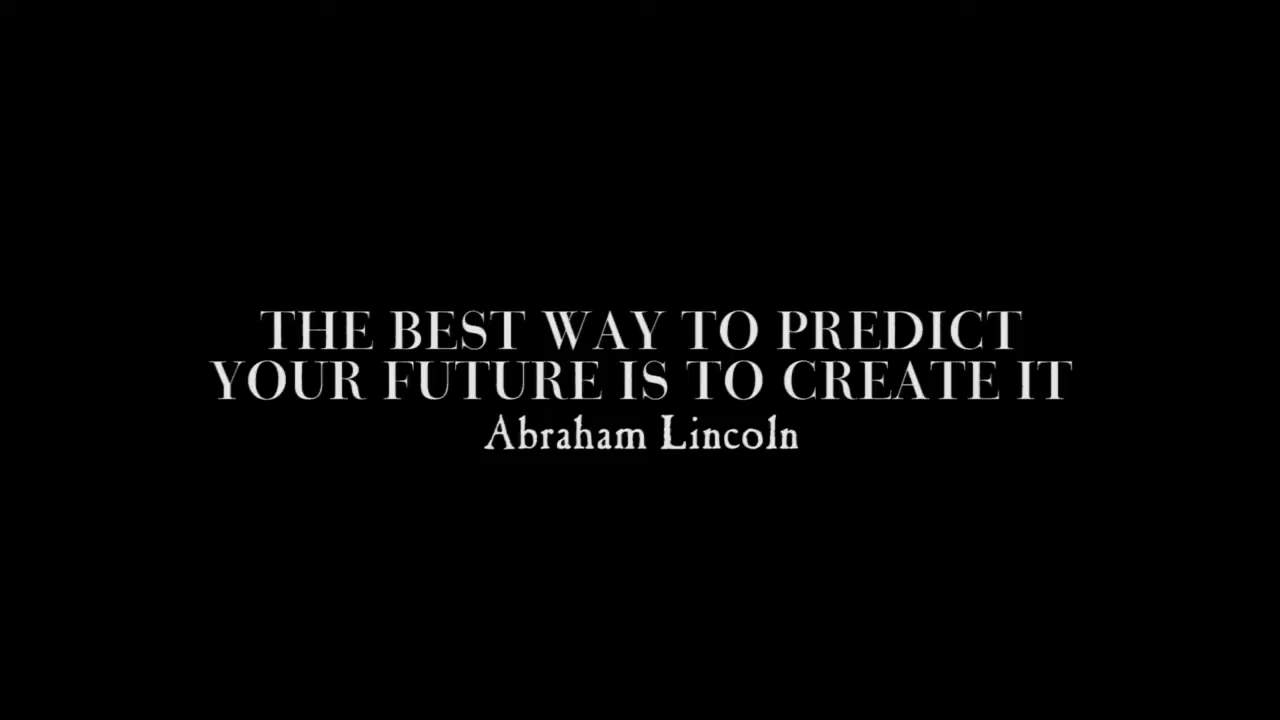 THE BEST WAY TO PREDICT
YOUR FUTURE IS TO CREATE IT
Abraham Lincoln